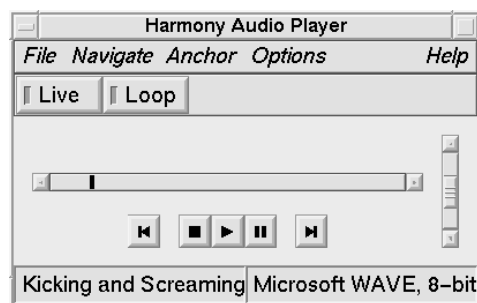 Harmony Audio Player
File Navigate Anchor Options Help
Live Loop
Kicking and Screaming Microsoft WAVE, 8-bit